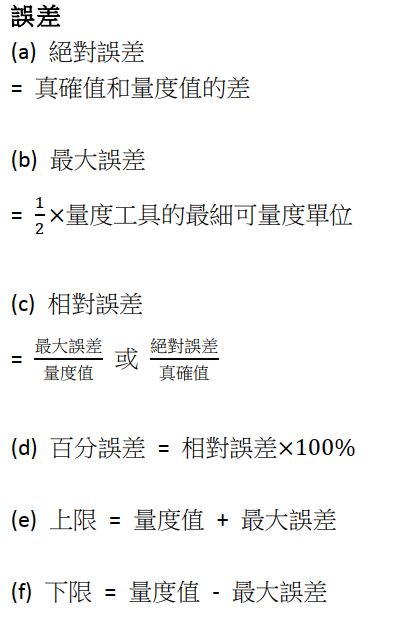 誤差
(a) 絕對誤差
= 真確值和量度值的差
(b) 最大誤差
= 1/2 ×量度工具的最細可量度單位
(c) 相對誤差
= 最大誤差/量度值 或 絕對誤差/真確值
(d) 百分誤差 = 相對誤差×100%
(e) 上限 = 量度值 + 最大誤差
(f) 下限 = 量度值 - 最大誤差